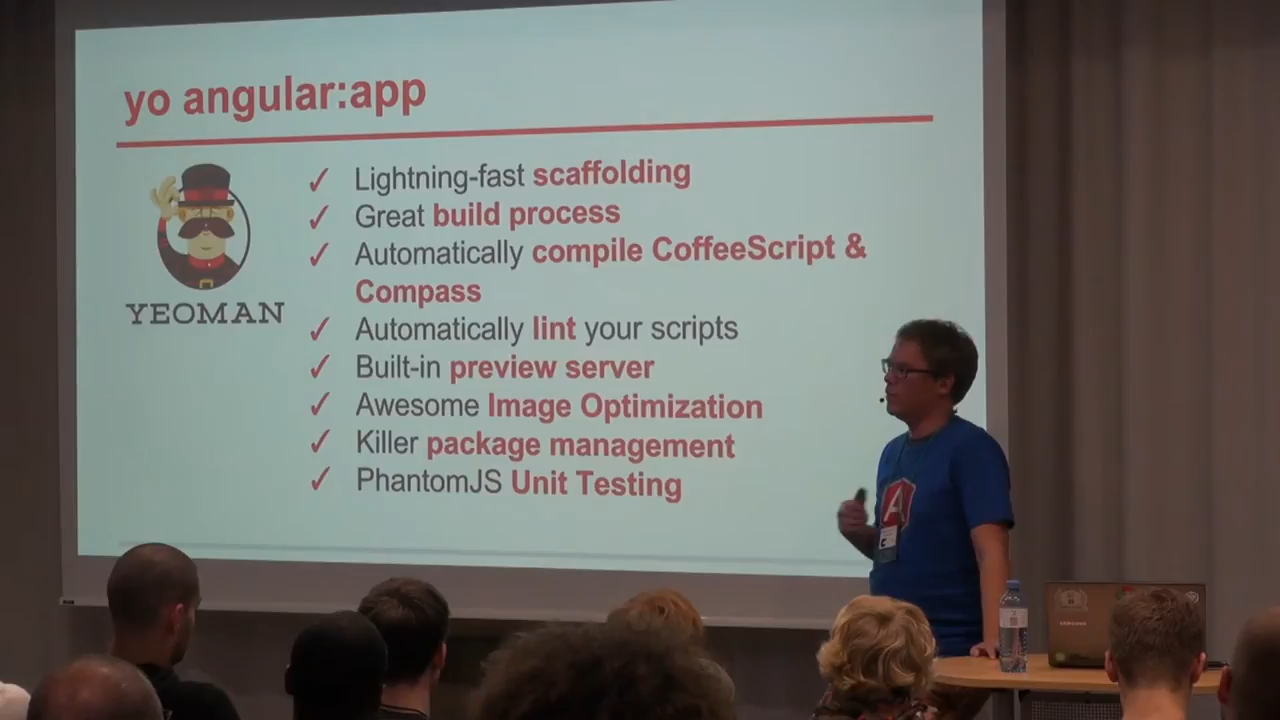 yo angular:app
YEOMAN
✓ Lightning-fast scaffolding
✓ Great build process
✓ Automatically compile CoffeeScript &
Compass
✓ Automatically lint your scripts
✓ Built-in preview server
✓ Awesome Image Optimization
✓ Killer package management
✓ PhantomJS Unit Testing
A
SAMSUNG